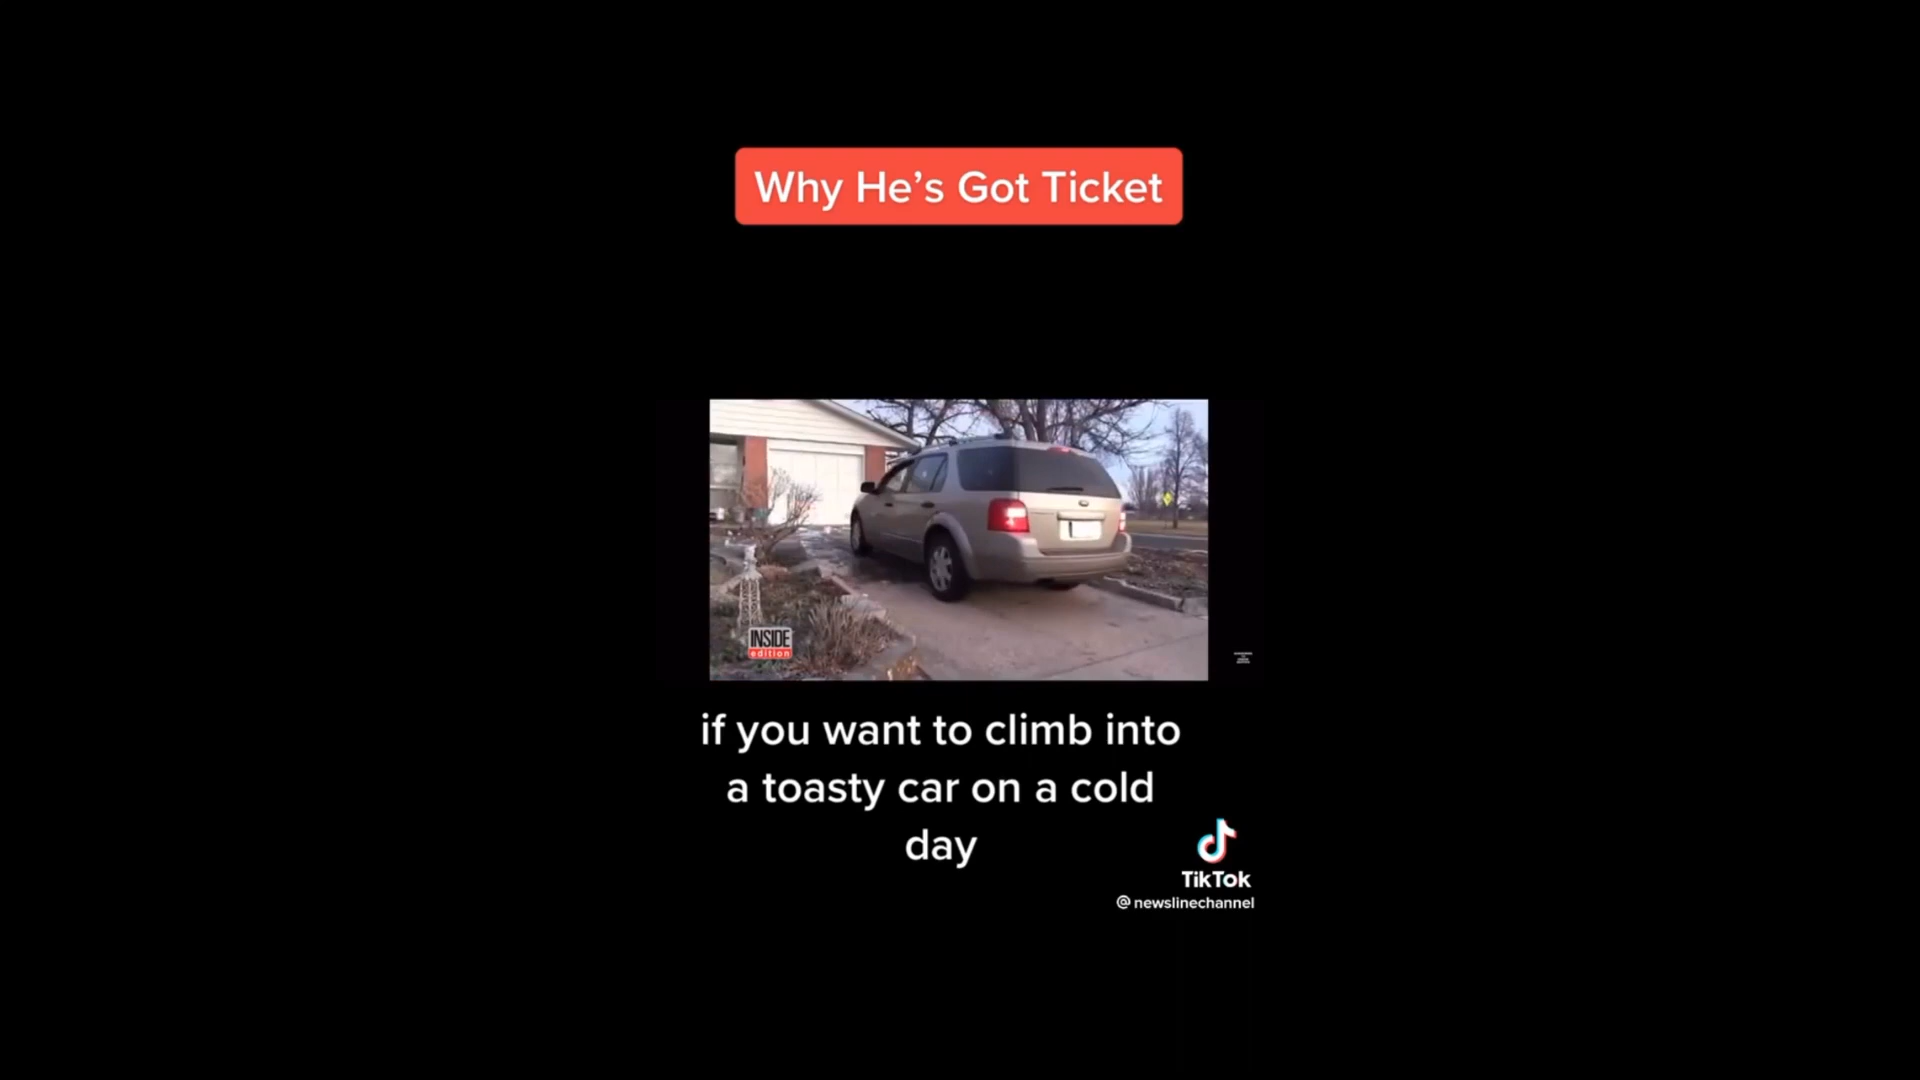 Why He’s Got Ticket
INSIDE
edition
if you want to climb into
a toasty car on a cold
day
TikTok
@newslinechannel